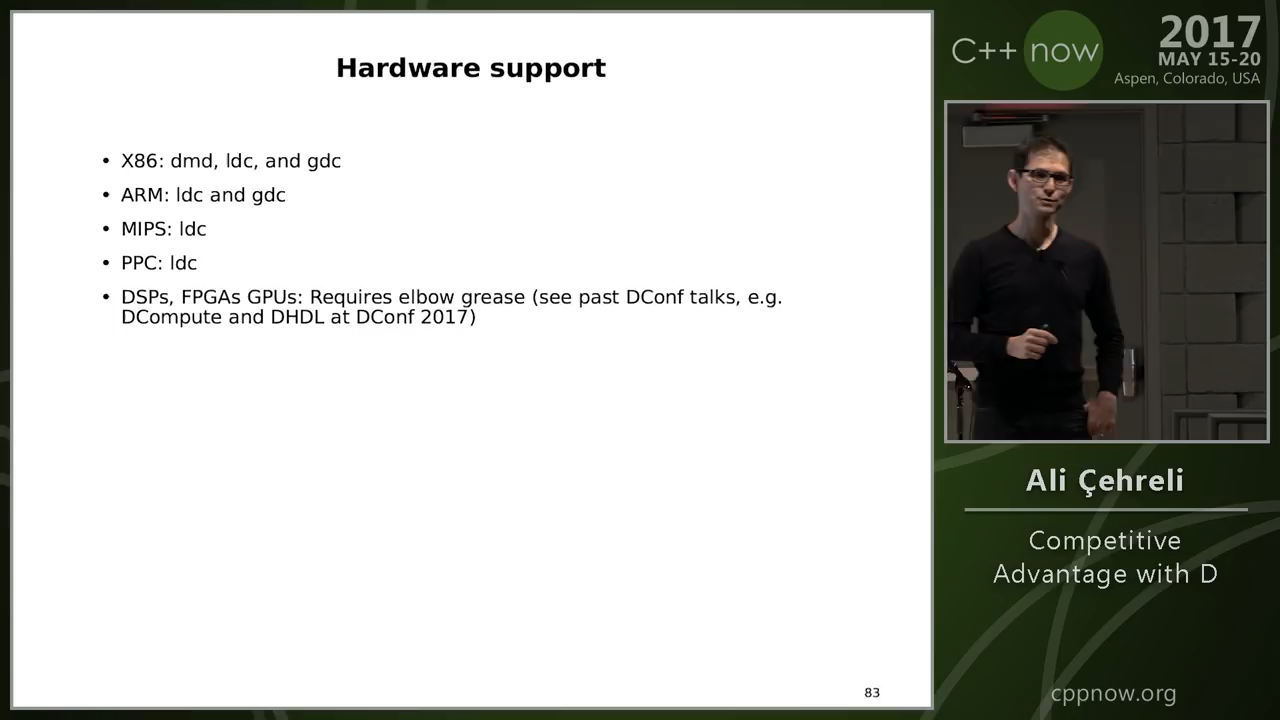 Hardware support
• X86: dmd, ldc, and gdc
• ARM: ldc and gdc
• MIPS: ldc
• PPC: ldc
• DSPs, FPGAs GPUs: Requires elbow grease (see past DConf talks, e.g.
DCompute and DHDL at DConf 2017)
83
C++ now
2017
MAY 15-20
Aspen, Colorado, USA
Ali Çehreli
Competitive
Advantage with D
cppnow.org